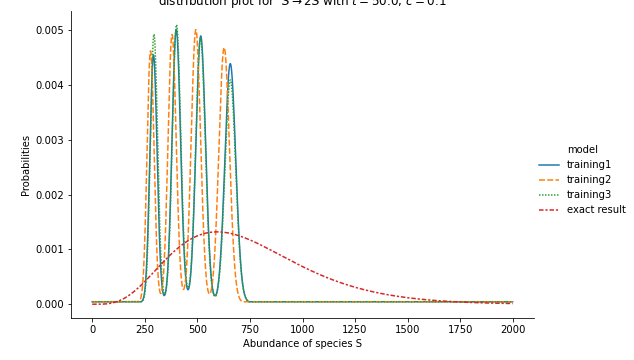 distribution plot for S → 2S with t = 50.0, c = 0.1
Probabilities
0.005
0.004
0.003
0.002
0.001
0.000
0 250 500 750 1000 1250 1500 1750 2000
Abundance of species S
model
training1
training2
training3
exact result